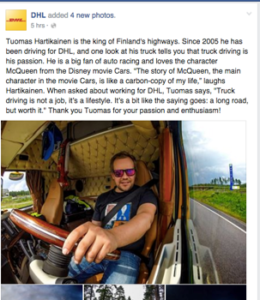 DHL added 4 new photos.
5 hrs
Tuomas Hartikainen is the king of Finland's highways. Since 2005 he has
been driving for DHL, and one look at his truck tells you that truck driving is
his passion. He is a big fan of auto racing and loves the character
McQueen from the Disney movie Cars. "The story of McQueen, the main
character in the movie Cars, is like a carbon-copy of my life," laughs
Hartikainen. When asked about working for DHL, Tuomas says, "Truck
driving is not a job, it's a lifestyle. It's a bit like the saying goes: a long road,
but worth it." Thank you Tuomas for your passion and enthusiasm!